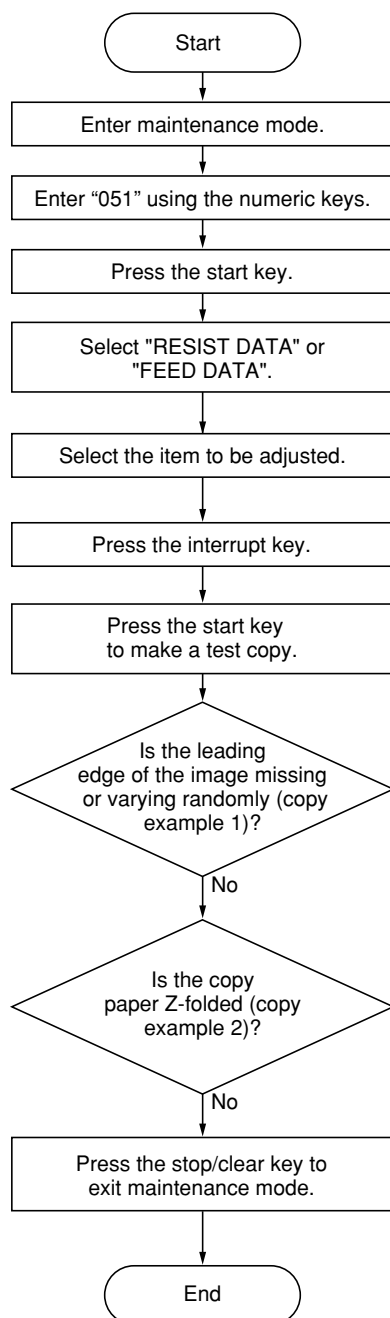 Start
Enter maintenance mode.
Enter “051” using the numeric keys.
Press the start key.
Select "RESIST DATA" or
"FEED DATA".
Select the item to be adjusted.
Press the interrupt key.
Press the start key
to make a test copy.
Is the leading
edge of the image missing
or varying randomly (copy
example 1)?
No
Is the copy
paper Z-folded (copy
example 2)?
No
Press the stop/clear key to
exit maintenance mode.
End